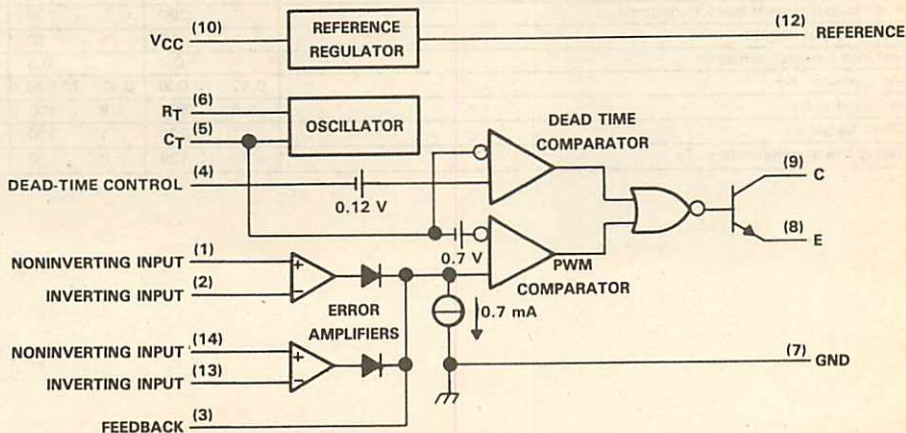 VCC (10)
REFERENCE
REGULATOR
(12) REFERENCE
RT (6)
CT (5)
OSCILLATOR
DEAD TIME
COMPARATOR
DEAD-TIME CONTROL (4)
0.12 V
(9) C
(8) E
0.7 V
PWM
COMPARATOR
NONINVERTING INPUT (1)
INVERTING INPUT (2)
+
−
ERROR
AMPLIFIERS
0.7 mA
NONINVERTING INPUT (14)
INVERTING INPUT (13)
+
−
(7) GND
FEEDBACK (3)